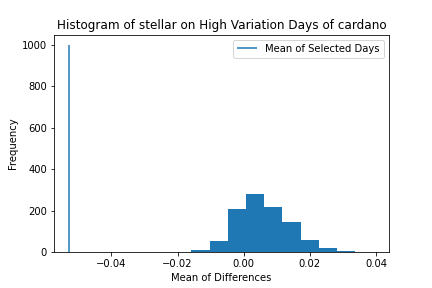 Histogram of stellar on High Variation Days of cardano
Mean of Selected Days
Frequency
1000
800
600
400
200
0
−0.04
−0.02
0.00
0.02
0.04
Mean of Differences